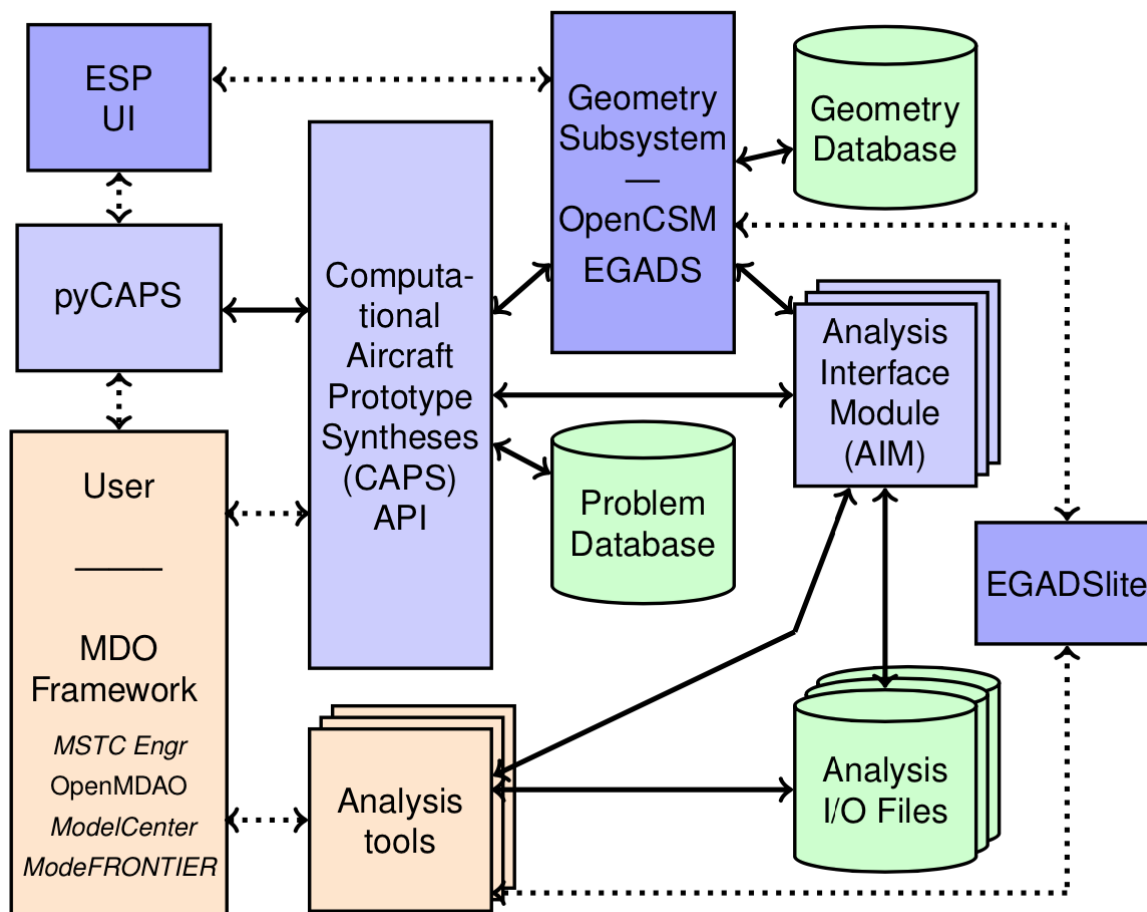 ESP
UI
pyCAPS
User
MDO
Framework
MSTC Engr
OpenMDAO
ModelCenter
ModeFRONTIER
Computa-
tional
Aircraft
Prototype
Syntheses
(CAPS)
API
Analysis
tools
Geometry
Subsystem
—
OpenCSM
EGADS
Problem
Database
Geometry
Database
Analysis
Interface
Module
(AIM)
Analysis
I/O Files
EGADSlite